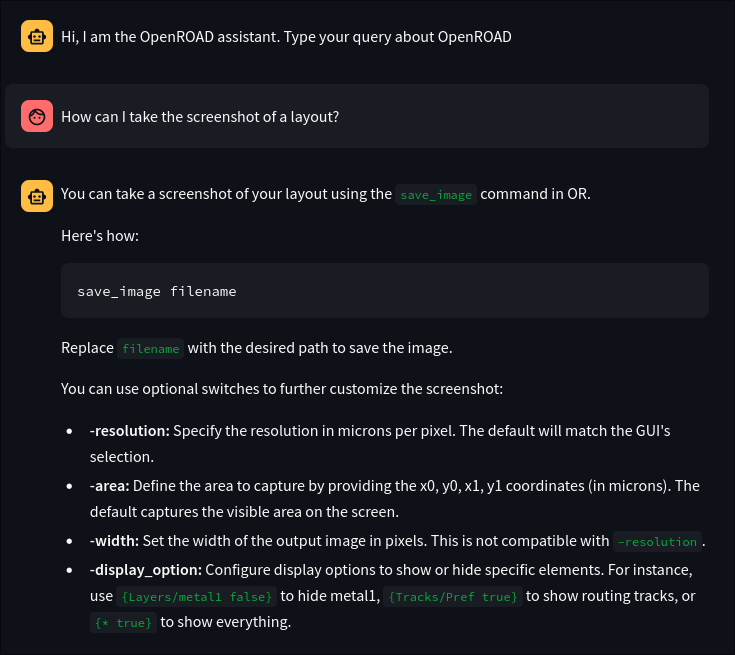 Hi, I am the OpenROAD assistant. Type your query about OpenROAD
How can I take the screenshot of a layout?
You can take a screenshot of your layout using the save_image command in OR.
Here's how:
save_image filename
Replace filename with the desired path to save the image.
You can use optional switches to further customize the screenshot:
• -resolution: Specify the resolution in microns per pixel. The default will match the GUI's
selection.
• -area: Define the area to capture by providing the x0, y0, x1, y1 coordinates (in microns). The
default captures the visible area on the screen.
• -width: Set the width of the output image in pixels. This is not compatible with -resolution.
• -display_option: Configure display options to show or hide specific elements. For instance,
use {Layers/metal1 false} to hide metal1, {Tracks/Pref true} to show routing tracks, or
{* true} to show everything.